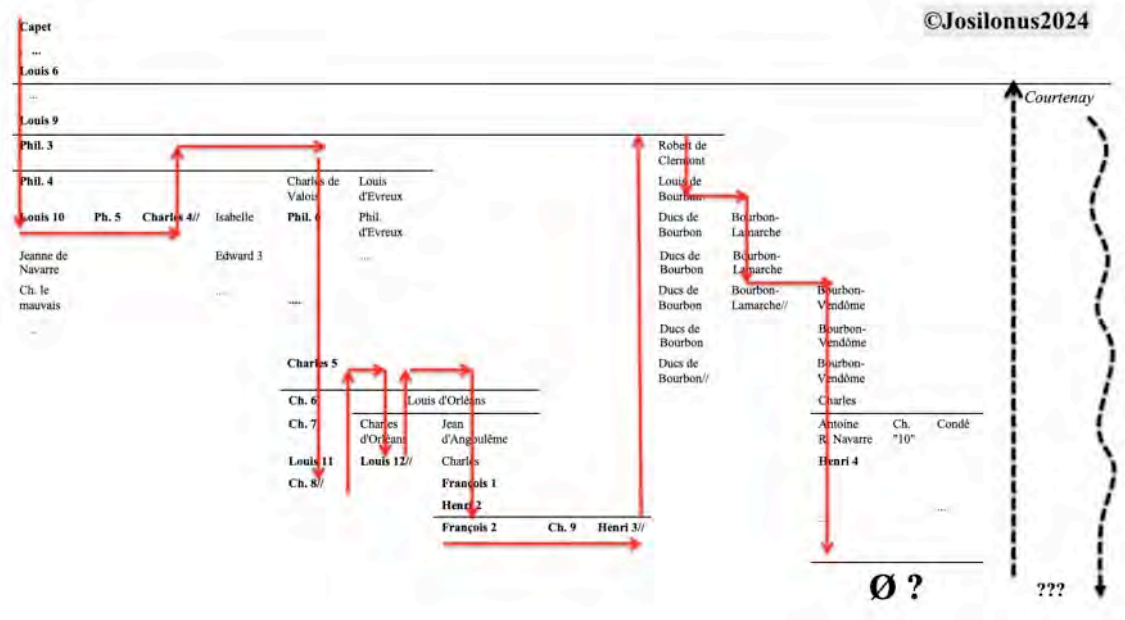 ©Josilonus2024
Capet
...
Louis 6
...
Courtenay
Louis 9
Phil. 3
Robert de
Clermont
Phil. 4
Charles de
Valois
Louis
d'Evreux
Louis de
Bourbon
Louis 10 Ph. 5 Charles 4// Isabelle Phil. 6
Phil.
d'Evreux
Ducs de
Bourbon
Bourbon-
Lamarche
Jeanne de
Navarre
Edward 3
...
Ducs de
Bourbon
Bourbon-
Lamarche
Ch. le
mauvais
....
....
Ducs de
Bourbon
Bourbon-
Lamarche//
Bourbon-
Vendôme
...
Ducs de
Bourbon
Bourbon-
Vendôme
Charles 5
Ducs de
Bourbon//
Bourbon-
Vendôme
Ch. 6 Louis d'Orléans
Charles
Ch. 7
Charles
d'Orléans
Jean
d'Angoulême
Antoine
R. Navarre
Ch.
"10"
Condé
Louis 11 Louis 12// Charles
Henri 4
Ch. 8// François 1
Henri 2
...
...
François 2 Ch. 9 Henri 3//
Ø ?
???